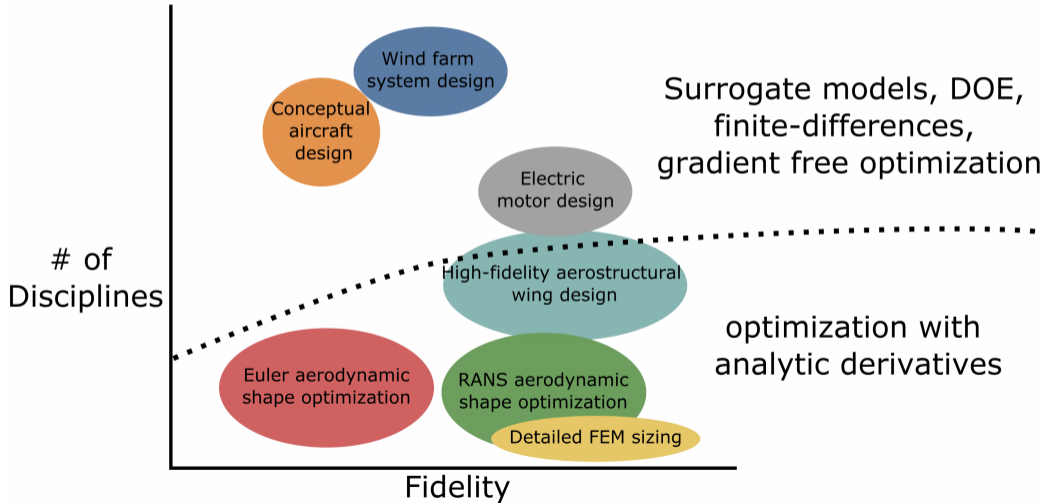 Wind farm
system design
Conceptual
aircraft
design
Surrogate models, DOE,
finite-differences,
gradient free optimization
Electric
motor design
# of
Disciplines
High-fidelity aerostructural
wing design
optimization with
analytic derivatives
Euler aerodynamic
shape optimization
RANS aerodynamic
shape optimization
Detailed FEM sizing
Fidelity